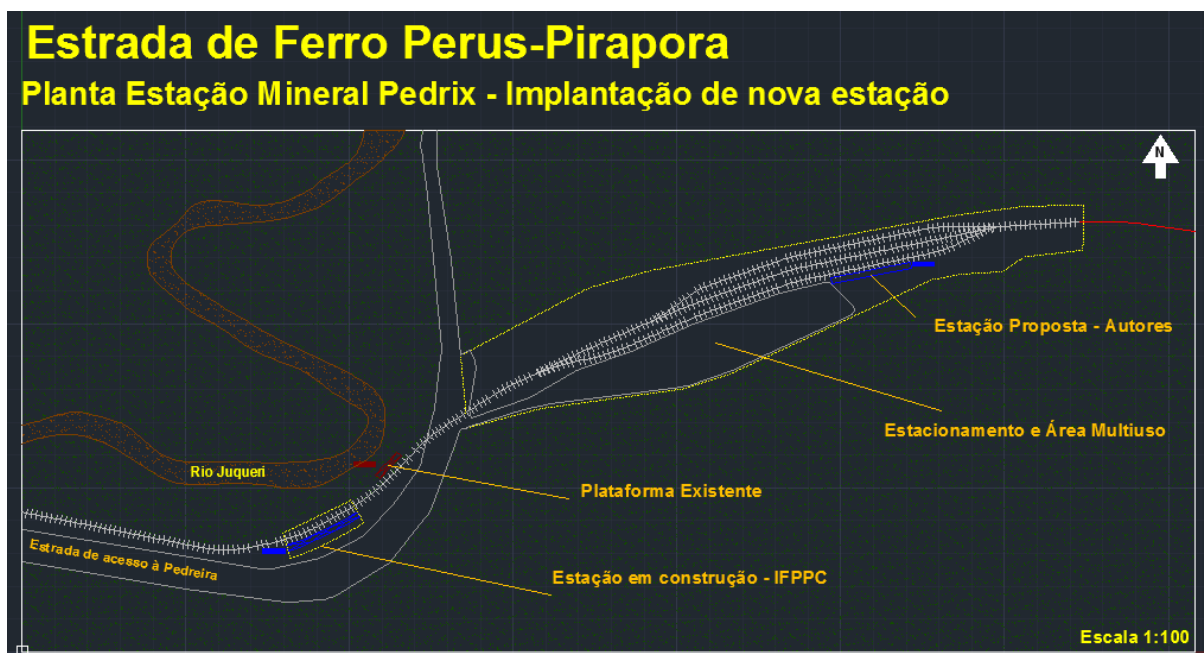 Estrada de Ferro Perus-Pirapora
Planta Estação Mineral Pedrix - Implantação de nova estação
N
Estação Proposta - Autores
Estacionamento e Área Multiuso
Rio Juqueri
Plataforma Existente
Estrada de acesso à Pedreira
Estação em construção - IFPPC
Escala 1:100